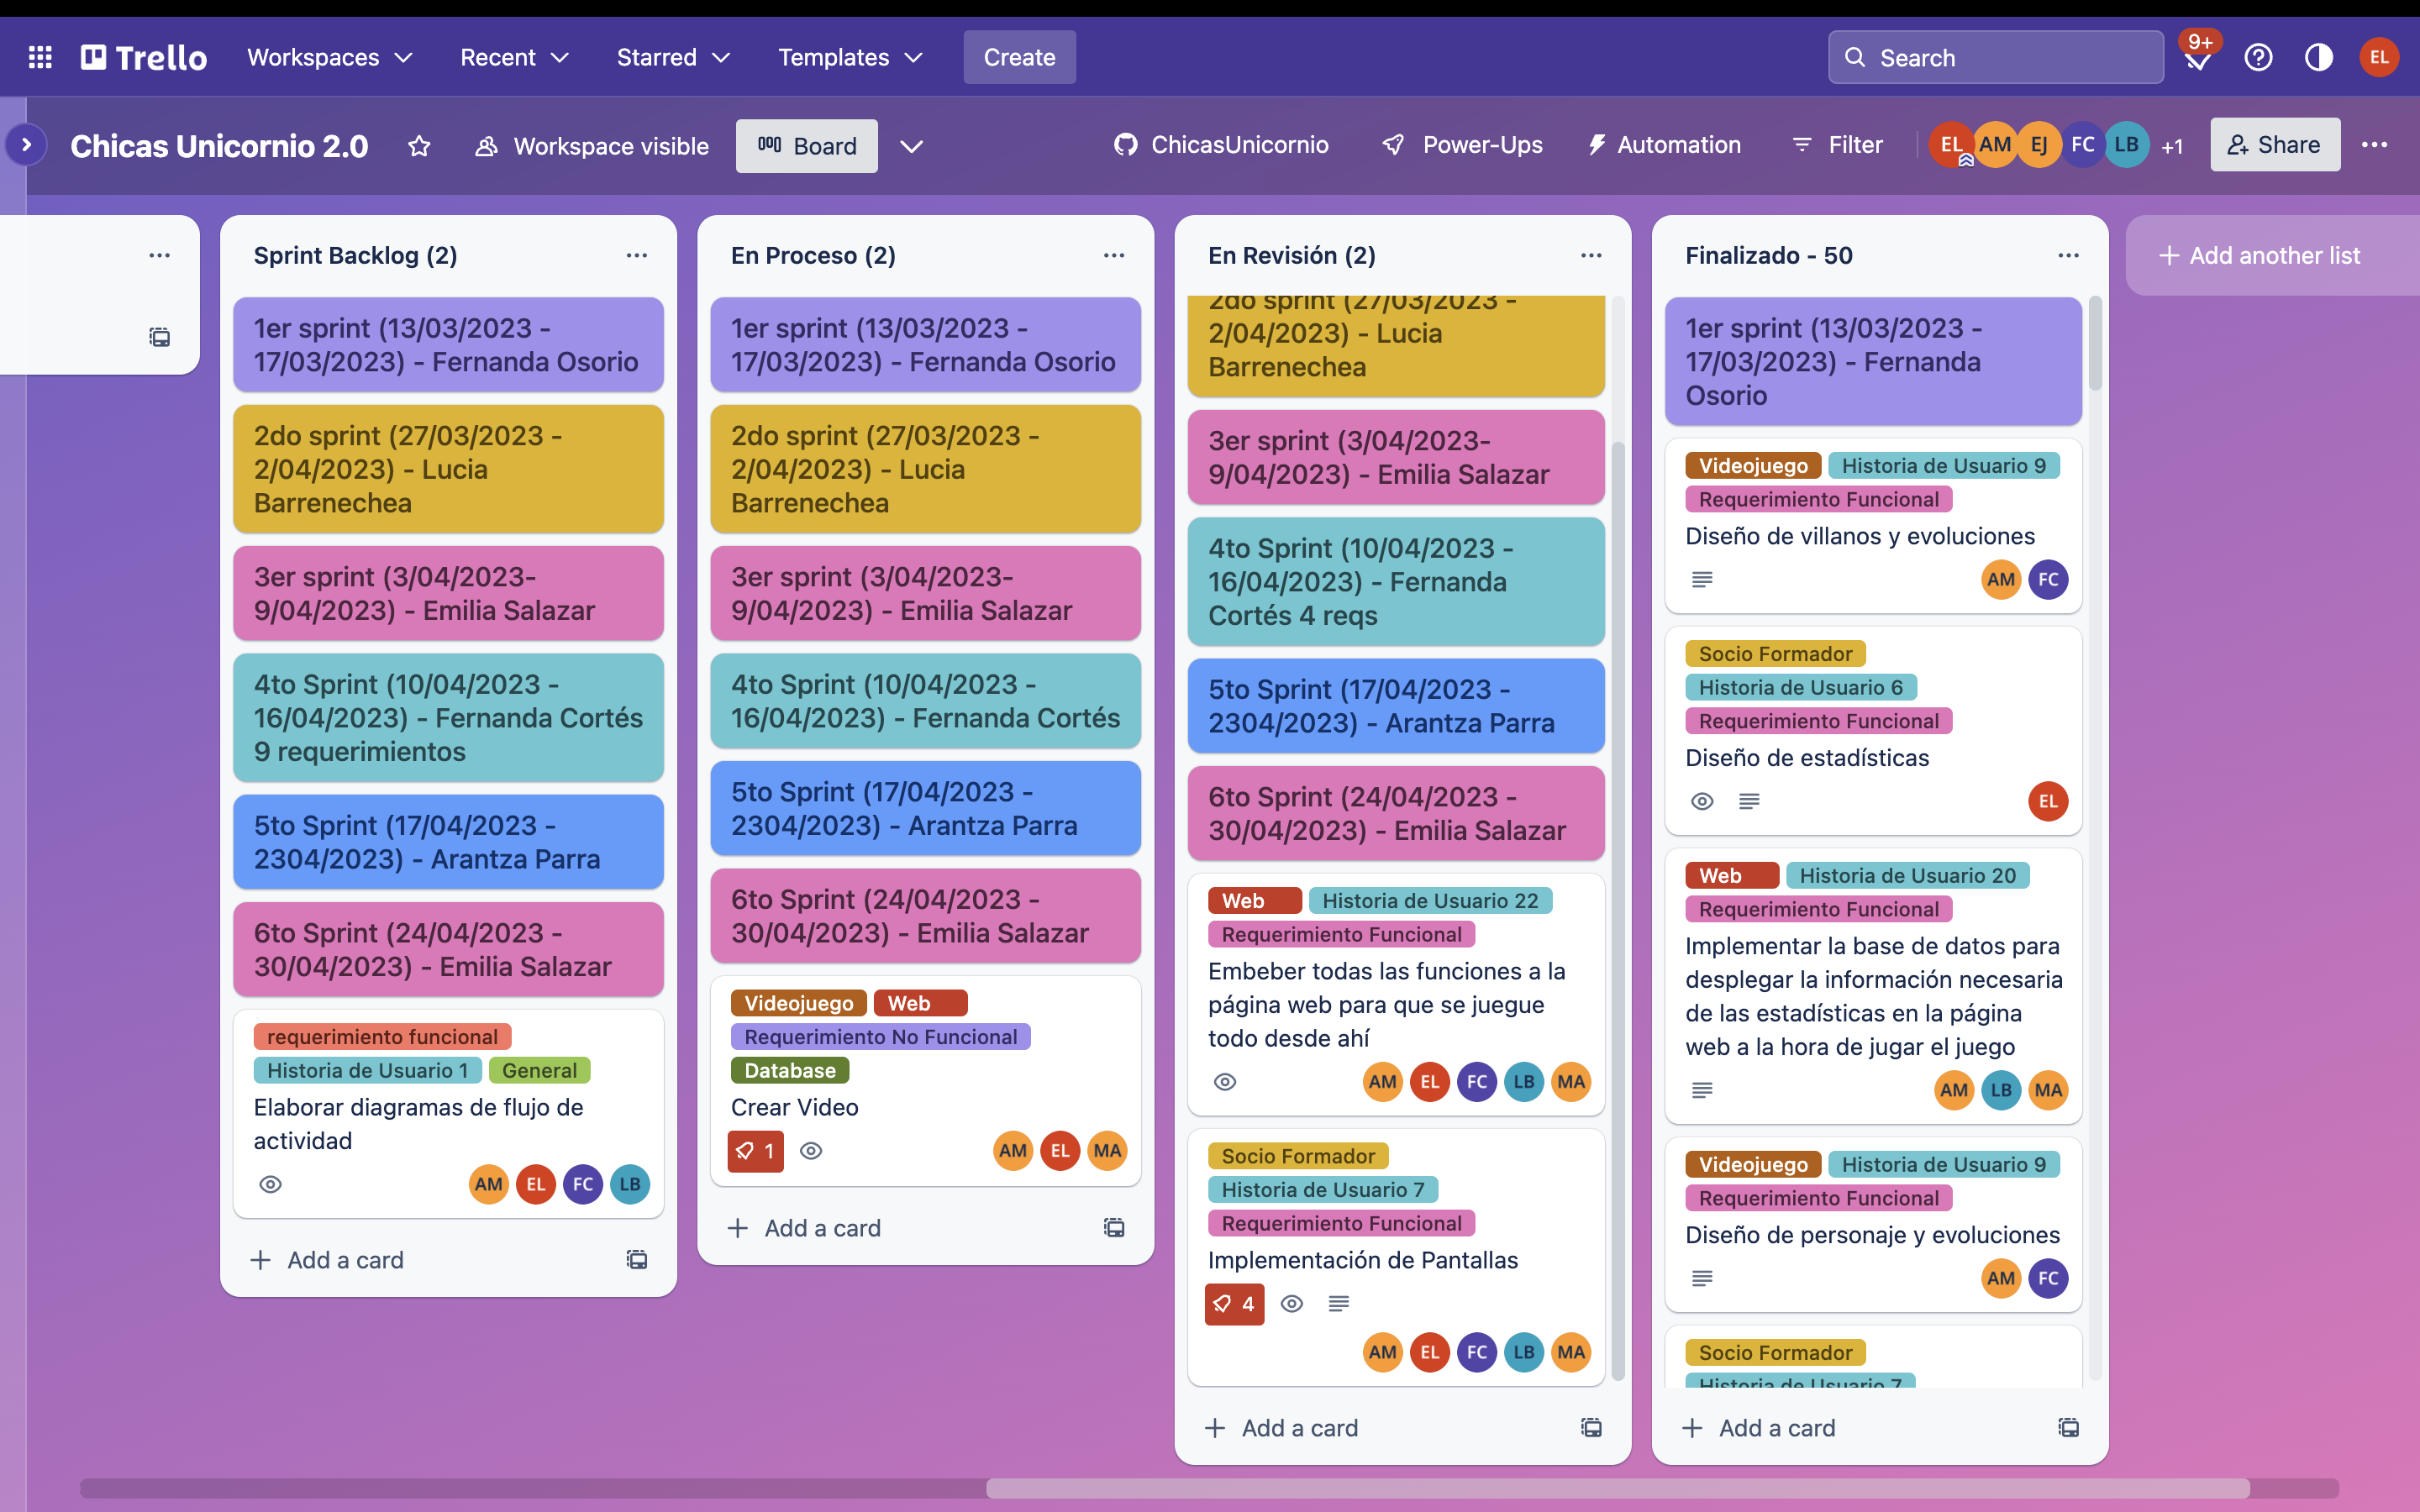 Trello
Workspaces
Recent
Starred
Templates
Create
Search
9+
EL
Chicas Unicornio 2.0
Workspace visible
Board
ChicasUnicornio
Power-Ups
Automation
Filter
EL
AM
EJ
FC
LB
+1
Share
Sprint Backlog (2)
1er sprint (13/03/2023 -
17/03/2023) - Fernanda Osorio
2do sprint (27/03/2023 -
2/04/2023) - Lucia
Barrenechea
3er sprint (3/04/2023-
9/04/2023) - Emilia Salazar
4to Sprint (10/04/2023 -
16/04/2023) - Fernanda Cortés
9 requerimientos
5to Sprint (17/04/2023 -
2304/2023) - Arantza Parra
6to Sprint (24/04/2023 -
30/04/2023) - Emilia Salazar
requerimiento funcional
Historia de Usuario 1 General
Elaborar diagramas de flujo de
actividad
AM EL FC LB
Add a card
En Proceso (2)
1er sprint (13/03/2023 -
17/03/2023) - Fernanda Osorio
2do sprint (27/03/2023 -
2/04/2023) - Lucia
Barrenechea
3er sprint (3/04/2023-
9/04/2023) - Emilia Salazar
4to Sprint (10/04/2023 -
16/04/2023) - Fernanda Cortés
5to Sprint (17/04/2023 -
2304/2023) - Arantza Parra
6to Sprint (24/04/2023 -
30/04/2023) - Emilia Salazar
Videojuego Web
Requerimiento No Funcional
Database
Crear Video
1 AM EL MA
Add a card
En Revisión (2)
2do sprint (27/03/2023 -
2/04/2023) - Lucia
Barrenechea
3er sprint (3/04/2023-
9/04/2023) - Emilia Salazar
4to Sprint (10/04/2023 -
16/04/2023) - Fernanda
Cortés 4 reqs
5to Sprint (17/04/2023 -
2304/2023) - Arantza Parra
6to Sprint (24/04/2023 -
30/04/2023) - Emilia Salazar
Web Historia de Usuario 22
Requerimiento Funcional
Embeber todas las funciones a la
página web para que se juegue
todo desde ahí
AM EL FC LB MA
Socio Formador
Historia de Usuario 7
Requerimiento Funcional
Implementación de Pantallas
4
AM EL FC LB MA
Add a card
Finalizado - 50
1er sprint (13/03/2023 -
17/03/2023) - Fernanda
Osorio
Videojuego Historia de Usuario 9
Requerimiento Funcional
Diseño de villanos y evoluciones
AM FC
Socio Formador
Historia de Usuario 6
Requerimiento Funcional
Diseño de estadísticas
EL
Web Historia de Usuario 20
Requerimiento Funcional
Implementar la base de datos para
desplegar la información necesaria
de las estadísticas en la página
web a la hora de jugar el juego
AM LB MA
Videojuego Historia de Usuario 9
Requerimiento Funcional
Diseño de personaje y evoluciones
AM FC
Socio Formador
Historia de Usuario 7
Add a card
Add another list